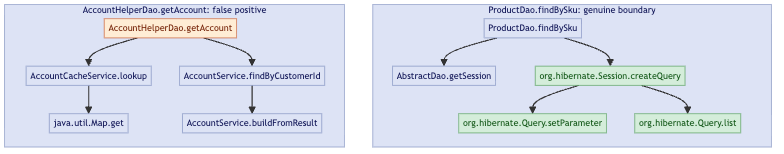 AccountHelperDao.getAccount: false positive
AccountHelperDao.getAccount
AccountCacheService.lookup
AccountService.findByCustomerId
java.util.Map.get
AccountService.buildFromResult
ProductDao.findBySku: genuine boundary
ProductDao.findBySku
AbstractDao.getSession
org.hibernate.Session.createQuery
org.hibernate.Query.setParameter
org.hibernate.Query.list